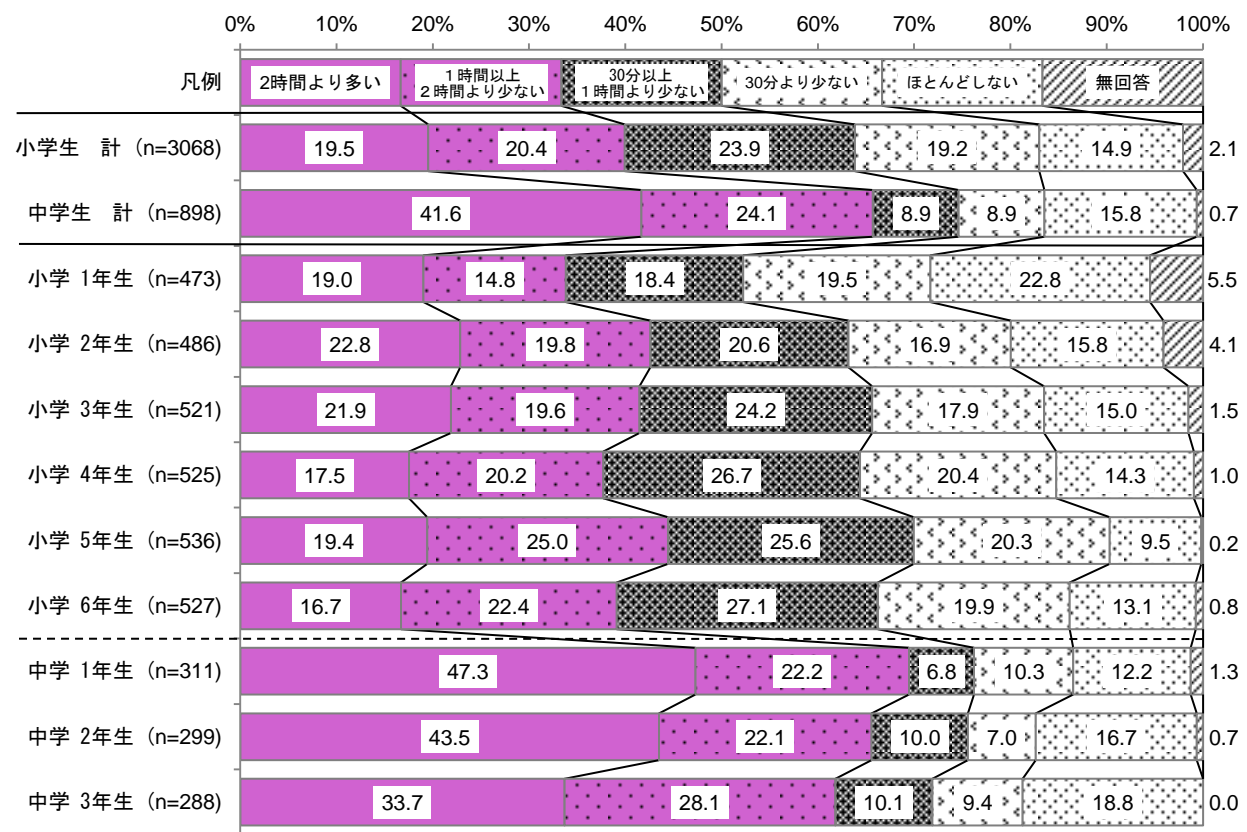 0% 10% 20% 30% 40% 50% 60% 70% 80% 90% 100%
凡例 2時間より多い 1時間以上 30分以上 30分より少ない ほとんどしない 無回答
2時間より少ない 1時間より少ない
小学生　計 (n=3068) 19.5 20.4 23.9 19.2 14.9 2.1
中学生　計 (n=898) 41.6 24.1 8.9 8.9 15.8 0.7
小学 1年生 (n=473) 19.0 14.8 18.4 19.5 22.8 5.5
小学 2年生 (n=486) 22.8 19.8 20.6 16.9 15.8 4.1
小学 3年生 (n=521) 21.9 19.6 24.2 17.9 15.0 1.5
小学 4年生 (n=525) 17.5 20.2 26.7 20.4 14.3 1.0
小学 5年生 (n=536) 19.4 25.0 25.6 20.3 9.5 0.2
小学 6年生 (n=527) 16.7 22.4 27.1 19.9 13.1 0.8
中学 1年生 (n=311) 47.3 22.2 6.8 10.3 12.2 1.3
中学 2年生 (n=299) 43.5 22.1 10.0 7.0 16.7 0.7
中学 3年生 (n=288) 33.7 28.1 10.1 9.4 18.8 0.0